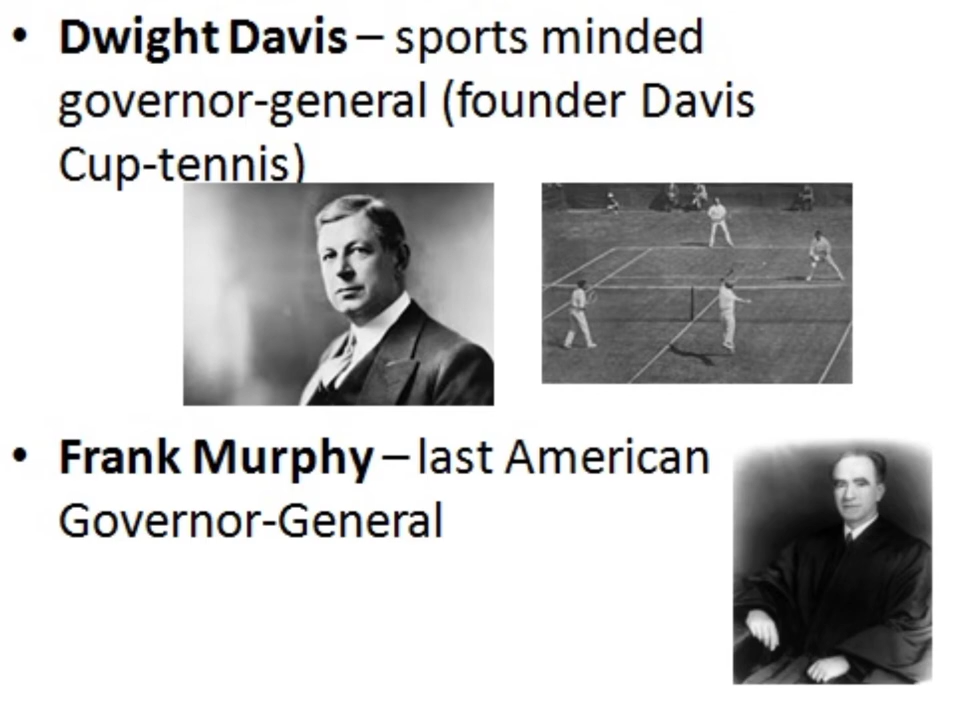 • Dwight Davis – sports minded
governor-general (founder Davis
Cup-tennis)
• Frank Murphy – last American
Governor-General